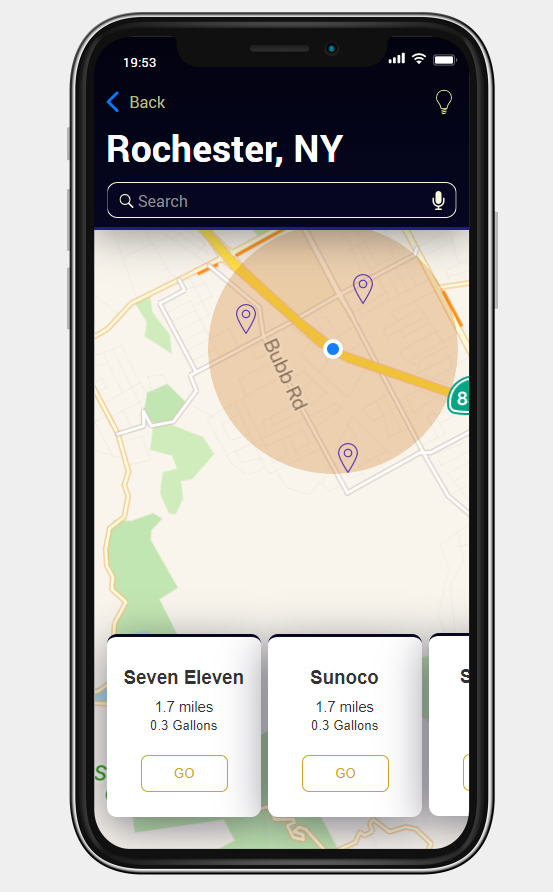 19:53
Back
Rochester, NY
Search
Bubb Rd
8
Seven Eleven
1.7 miles
0.3 Gallons
GO
Sunoco
1.7 miles
0.3 Gallons
GO
S
S